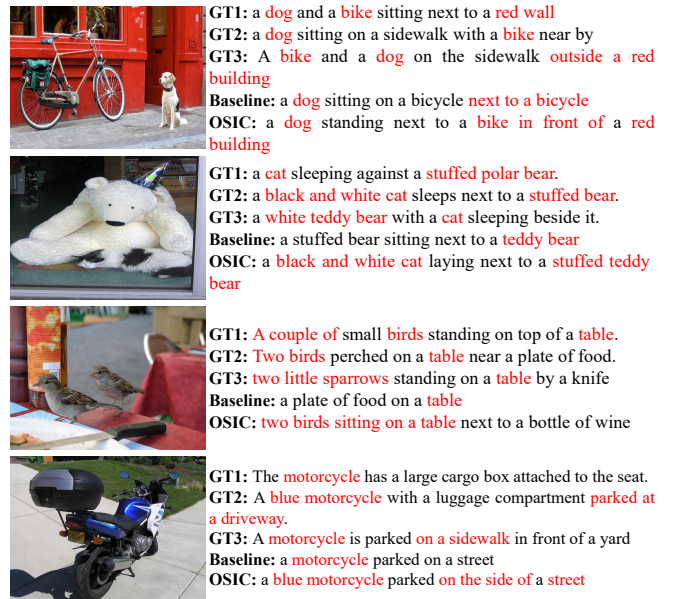 GT1: a dog and a bike sitting next to a red wall
GT2: a dog sitting on a sidewalk with a bike near by
GT3: A bike and a dog on the sidewalk outside a red
building
Baseline: a dog sitting on a bicycle next to a bicycle
OSIC: a dog standing next to a bike in front of a red
building
GT1: a cat sleeping against a stuffed polar bear.
GT2: a black and white cat sleeps next to a stuffed bear.
GT3: a white teddy bear with a cat sleeping beside it.
Baseline: a stuffed bear sitting next to a teddy bear
OSIC: a black and white cat laying next to a stuffed teddy
bear
GT1: A couple of small birds standing on top of a table.
GT2: Two birds perched on a table near a plate of food.
GT3: two little sparrows standing on a table by a knife
Baseline: a plate of food on a table
OSIC: two birds sitting on a table next to a bottle of wine
GT1: The motorcycle has a large cargo box attached to the seat.
GT2: A blue motorcycle with a luggage compartment parked at
a driveway.
GT3: A motorcycle is parked on a sidewalk in front of a yard
Baseline: a motorcycle parked on a street
OSIC: a blue motorcycle parked on the side of a street